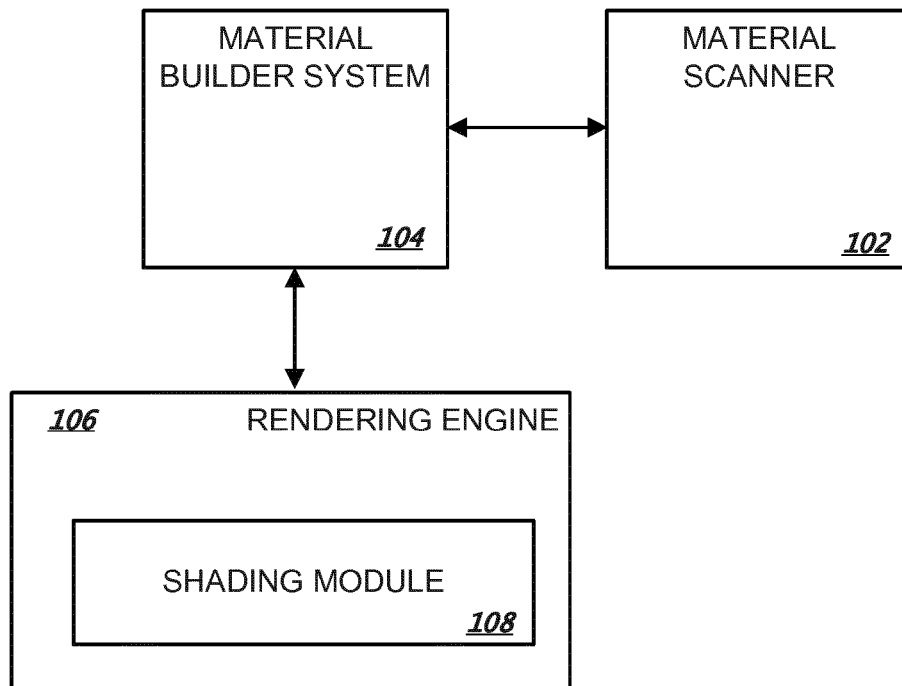 MATERIAL
BUILDER SYSTEM
104
MATERIAL
SCANNER
102
106
RENDERING ENGINE
SHADING MODULE
108